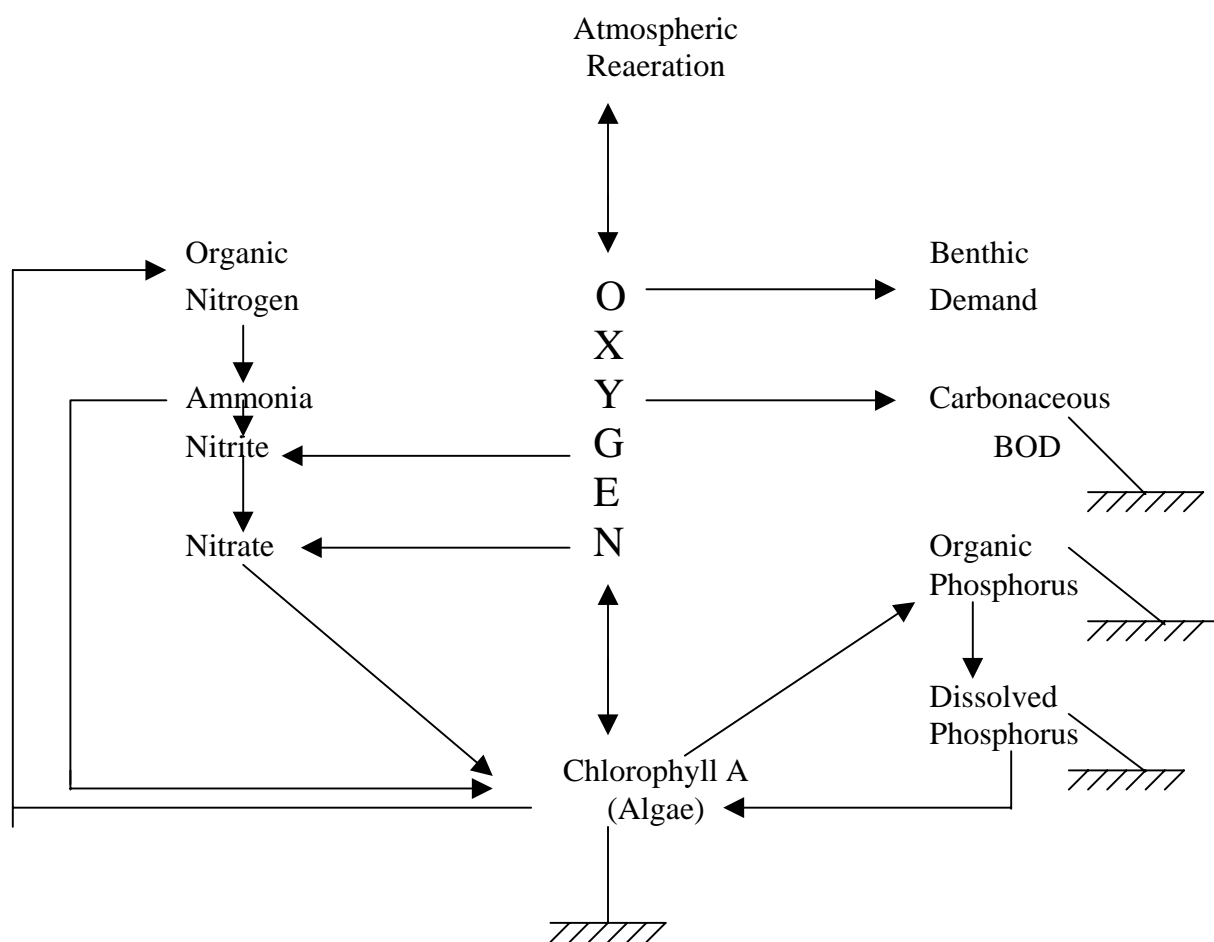 Atmospheric
Reaeration
Organic
Nitrogen
Ammonia
Nitrite
Nitrate
O
X
Y
G
E
N
Benthic
Demand
Carbonaceous
BOD
Organic
Phosphorus
Dissolved
Phosphorus
Chlorophyll A
(Algae)